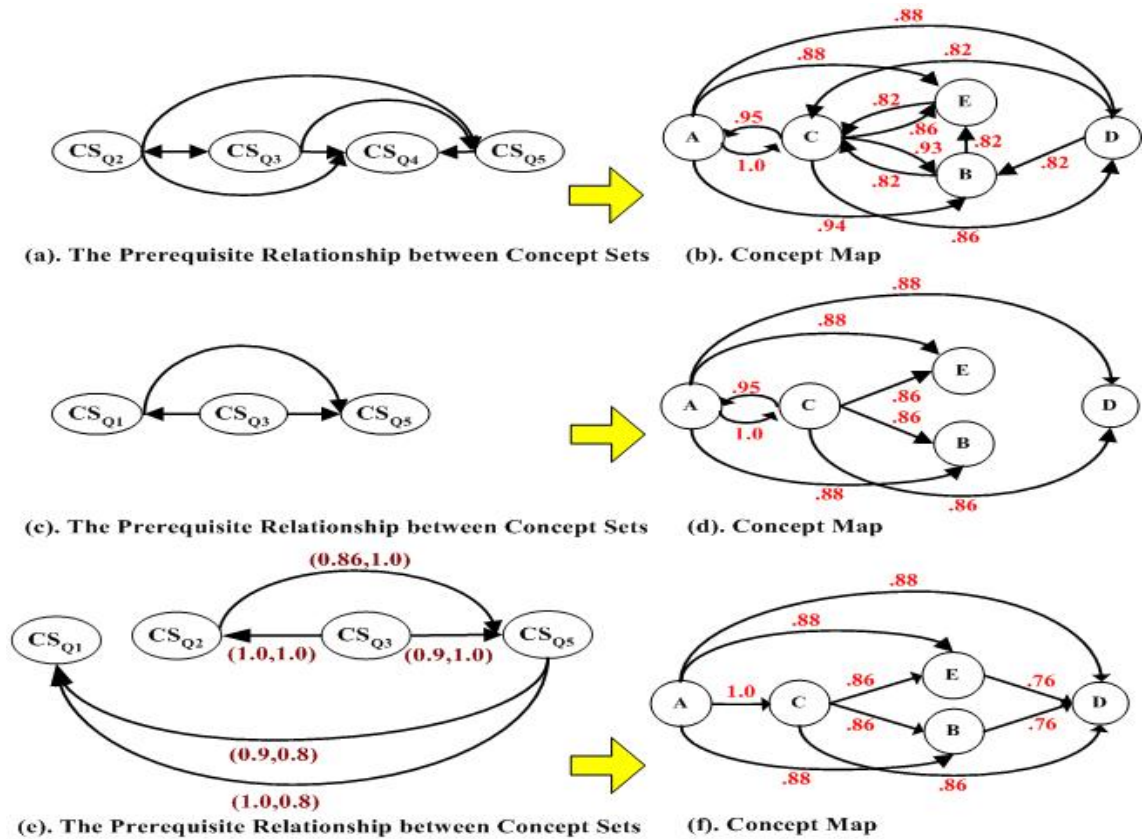 .88
.88
.82
.82
.95
.86
.93
.82
.82
1.0
.82
.94
.86
CSQ2
CSQ3
CSQ4
CSQ5
A
C
E
B
D
(a). The Prerequisite Relationship between Concept Sets
(b). Concept Map
.88
.88
.95
.86
.86
1.0
.88
.86
CSQ1
CSQ3
CSQ5
A
C
E
B
D
(c). The Prerequisite Relationship between Concept Sets
(d). Concept Map
(0.86,1.0)
CSQ1
CSQ2
CSQ3
CSQ5
(1.0,1.0)
(0.9,1.0)
(0.9,0.8)
(1.0,0.8)
.88
.88
1.0
.86
.76
.86
.76
.88
.86
A
C
E
B
D
(e). The Prerequisite Relationship between Concept Sets
(f). Concept Map